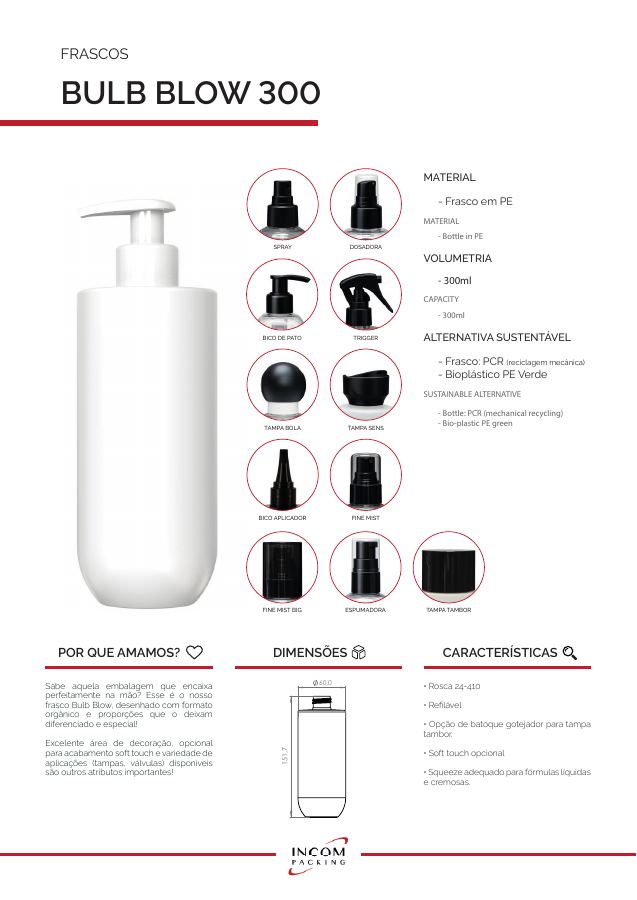 FRASCOS
BULB BLOW 300
SPRAY
DOSADORA
BICO DE PATO
TRIGGER
TAMPA BOLA
TAMPA SENS
BICO APLICADOR
FINE MIST
FINE MIST BIG
ESPUMADORA
TAMPA TAMBOR
MATERIAL
- Frasco em PE
MATERIAL
- Bottle in PE
VOLUMETRIA
- 300ml
CAPACITY
- 300ml
ALTERNATIVA SUSTENTÁVEL
- Frasco: PCR (reciclagem mecânica)
- Bioplástico PE Verde
SUSTAINABLE ALTERNATIVE
- Bottle: PCR (mechanical recycling)
- Bio-plastic PE green
POR QUE AMAMOS?
Sabe aquela embalagem que encaixa
perfeitamente na mão? Esse é o nosso
frasco Bulb Blow, desenhado com formato
orgânico e proporções que o deixam
diferenciado e especial!
Excelente área de decoração, opcional
para acabamento soft touch e variedade de
aplicações (tampas, válvulas) disponíveis
são outros atributos importantes!
DIMENSÕES
Ø60,0
151,7
CARACTERÍSTICAS
• Rosca 24-410
• Refilável
• Opção de batoque gotejador para tampa
tambor.
• Soft touch opcional
• Squeeze adequado para fórmulas líquidas
e cremosas.
INCOM
PACKING